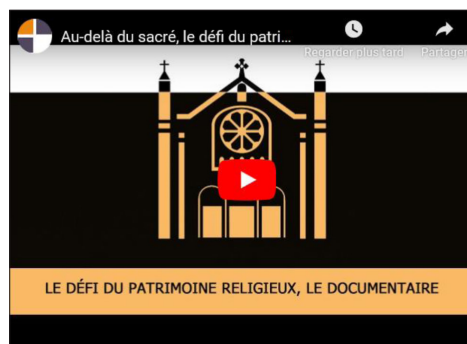 Au-delà du sacré, le défi du patri...
Regarder plus tard
Partager
LE DÉFI DU PATRIMOINE RELIGIEUX, LE DOCUMENTAIRE